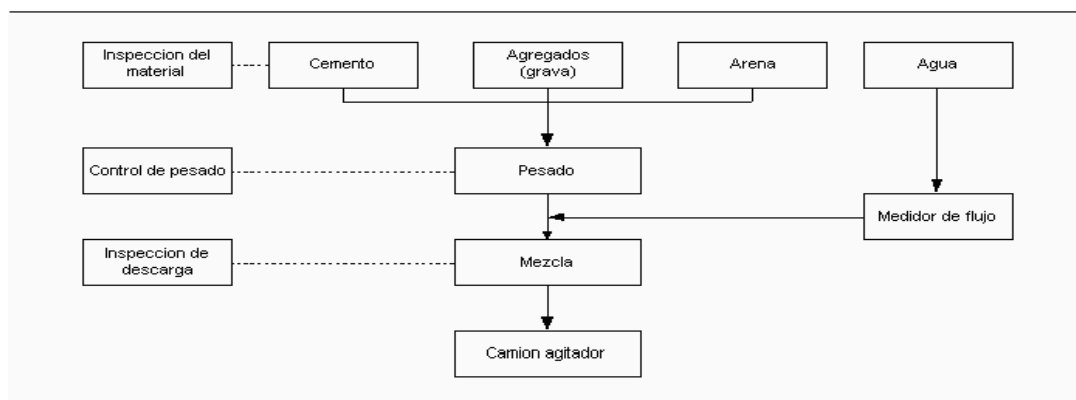 Inspeccion del
material
Cemento
Agregados
(grava)
Arena
Agua
Control de pesado
Pesado
Medidor de flujo
Inspeccion de
descarga
Mezcla
Camion agitador